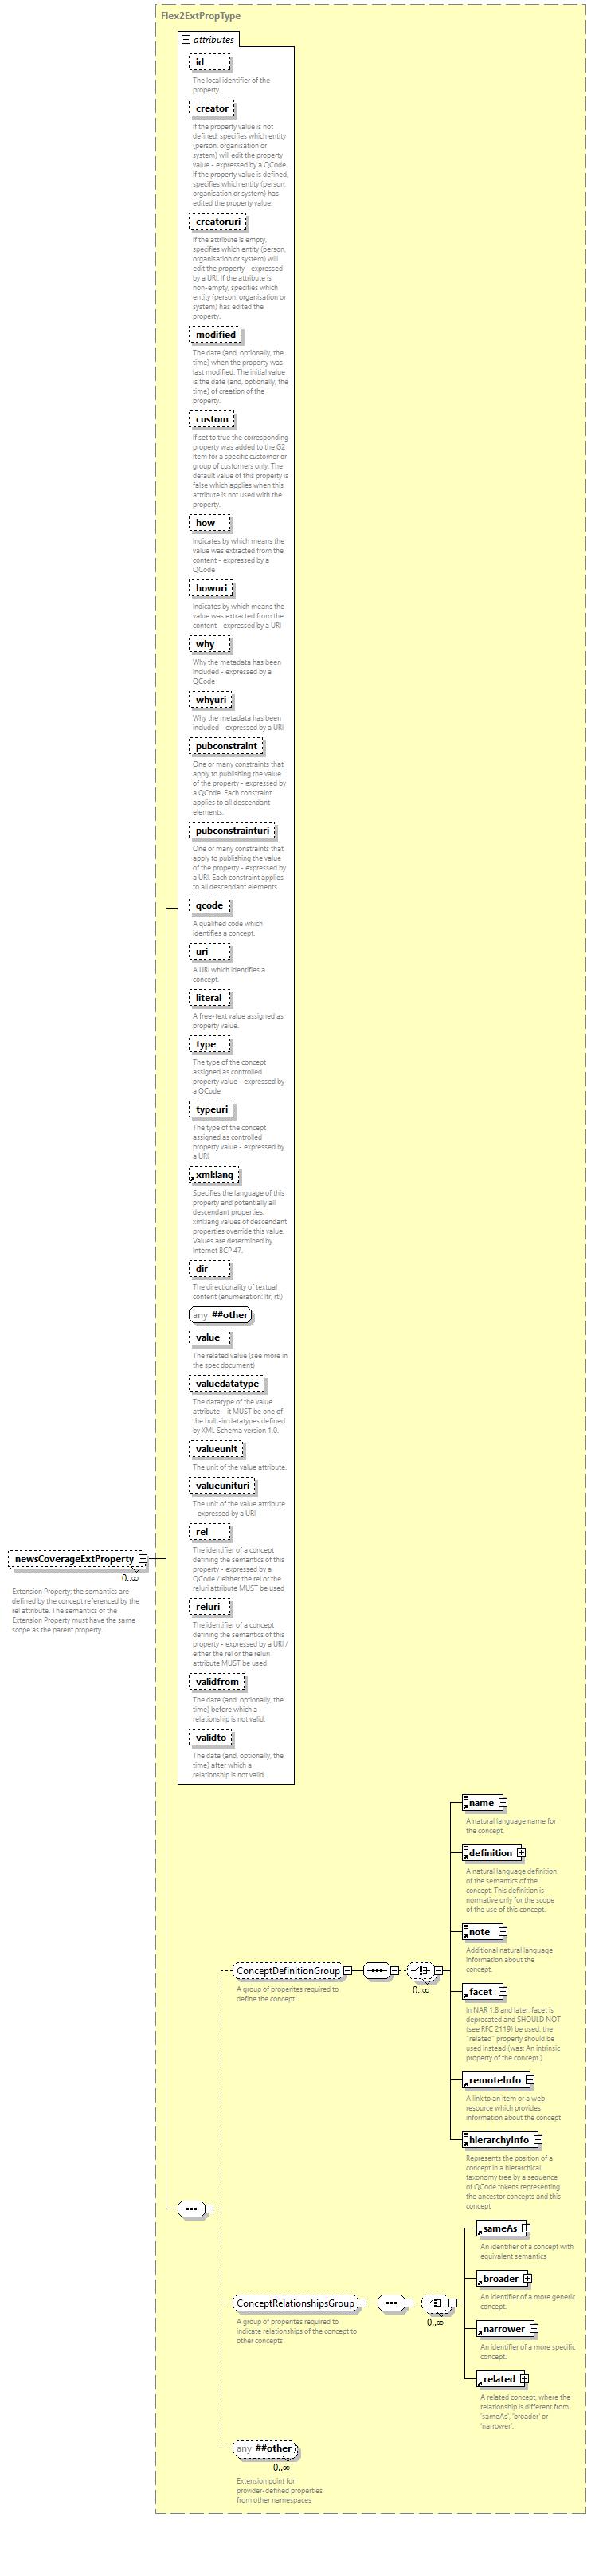 Flex2ExtPropType
attributes
id
The local identifier of the
property.
creator
If the property value is not
defined, specifies which entity
(person, organisation or
system) will edit the property
value - expressed by a QCode.
If the property value is defined,
specifies which entity (person,
organisation or system) has
edited the property value.
creatoruri
If the attribute is empty,
specifies which entity (person,
organisation or system) will
edit the property - expressed
by a URI. If the attribute is
non-empty, specifies which
entity (person, organisation or
system) has edited the
property.
modified
The date (and, optionally, the
time) when the property was
last modified. The initial value
is the date (and, optionally, the
time) of creation of the
property.
custom
If set to true the corresponding
property was added to the G2
Item for a specific customer or
group of customers only. The
default value of this property is
false which applies when this
attribute is not used with the
property.
how
Indicates by which means the
value was extracted from the
content - expressed by a
QCode
howuri
Indicates by which means the
value was extracted from the
content - expressed by a URI
why
Why the metadata has been
included - expressed by a
QCode
whyuri
Why the metadata has been
included - expressed by a URI
pubconstraint
One or many constraints that
apply to publishing the value
of the property - expressed by
a QCode. Each constraint
applies to all descendant
elements.
pubconstrainturi
One or many constraints that
apply to publishing the value
of the property - expressed by
a URI. Each constraint applies
to all descendant elements.
qcode
A qualified code which
identifies a concept.
uri
A URI which identifies a
concept.
literal
A free-text value assigned as
property value.
type
The type of the concept
assigned as controlled
property value - expressed by
a QCode
typeuri
The type of the concept
assigned as controlled
property value - expressed by
a URI
xml:lang
Specifies the language of this
property and potentially all
descendant properties.
xml:lang values of descendant
properties override this value.
Values are determined by
Internet BCP 47.
dir
The directionality of textual
content (enumeration: ltr, rtl)
any ##other
value
The related value (see more in
the spec document)
valuedatatype
The datatype of the value
attribute – it MUST be one of
the built-in datatypes defined
by XML Schema version 1.0.
valueunit
The unit of the value attribute.
valueunituri
The unit of the value attribute
- expressed by a URI
rel
The identifier of a concept
defining the semantics of this
property - expressed by a
QCode / either the rel or the
reluri attribute MUST be used
reluri
The identifier of a concept
defining the semantics of this
property - expressed by a URI /
either the rel or the reluri
attribute MUST be used
validfrom
The date (and, optionally, the
time) before which a
relationship is not valid.
validto
The date (and, optionally, the
time) after which a
relationship is not valid.
newsCoverageExtProperty
0..∞
Extension Property; the semantics are
defined by the concept referenced by the
rel attribute. The semantics of the
Extension Property must have the same
scope as the parent property.
ConceptDefinitionGroup
0..∞
A group of properites required to
define the concept
name
A natural language name for
the concept.
definition
A natural language definition
of the semantics of the
concept. This definition is
normative only for the scope
of the use of this concept.
note
Additional natural language
information about the
concept.
facet
In NAR 1.8 and later, facet is
deprecated and SHOULD NOT
(see RFC 2119) be used, the
"related" property should be
used instead (was: An intrinsic
property of the concept.)
remoteInfo
A link to an item or a web
resource which provides
information about the concept
hierarchyInfo
Represents the position of a
concept in a hierarchical
taxonomy tree by a sequence
of QCode tokens representing
the ancestor concepts and this
concept
ConceptRelationshipsGroup
0..∞
A group of properites required to
indicate relationships of the concept to
other concepts
sameAs
An identifier of a concept with
equivalent semantics
broader
An identifier of a more generic
concept.
narrower
An identifier of a more specific
concept.
related
A related concept, where the
relationship is different from
'sameAs', 'broader' or
'narrower'.
any ##other
0..∞
Extension point for
provider-defined properties
from other namespaces